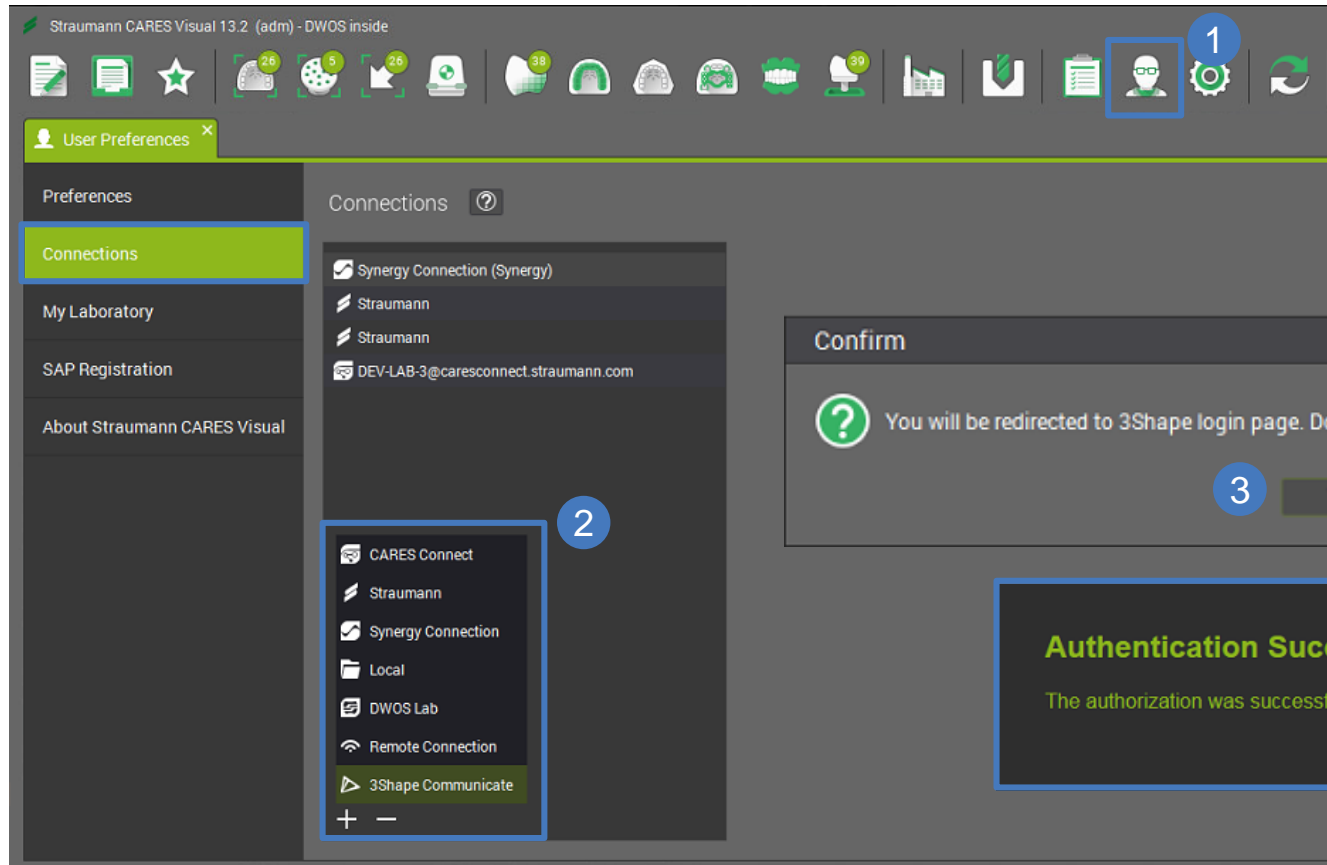 Straumann CARES Visual 13.2 (adm) - DWOS inside
26
5
26
38
39
1
User Preferences
Preferences
Connections
My Laboratory
SAP Registration
About Straumann CARES Visual
Connections
Synergy Connection (Synergy)
Straumann
Straumann
DEV-LAB-3@caresconnect.straumann.com
2
CARES Connect
Straumann
Synergy Connection
Local
DWOS Lab
Remote Connection
3Shape Communicate
Confirm
You will be redirected to 3Shape login page.
3
Authentication
The authorization was